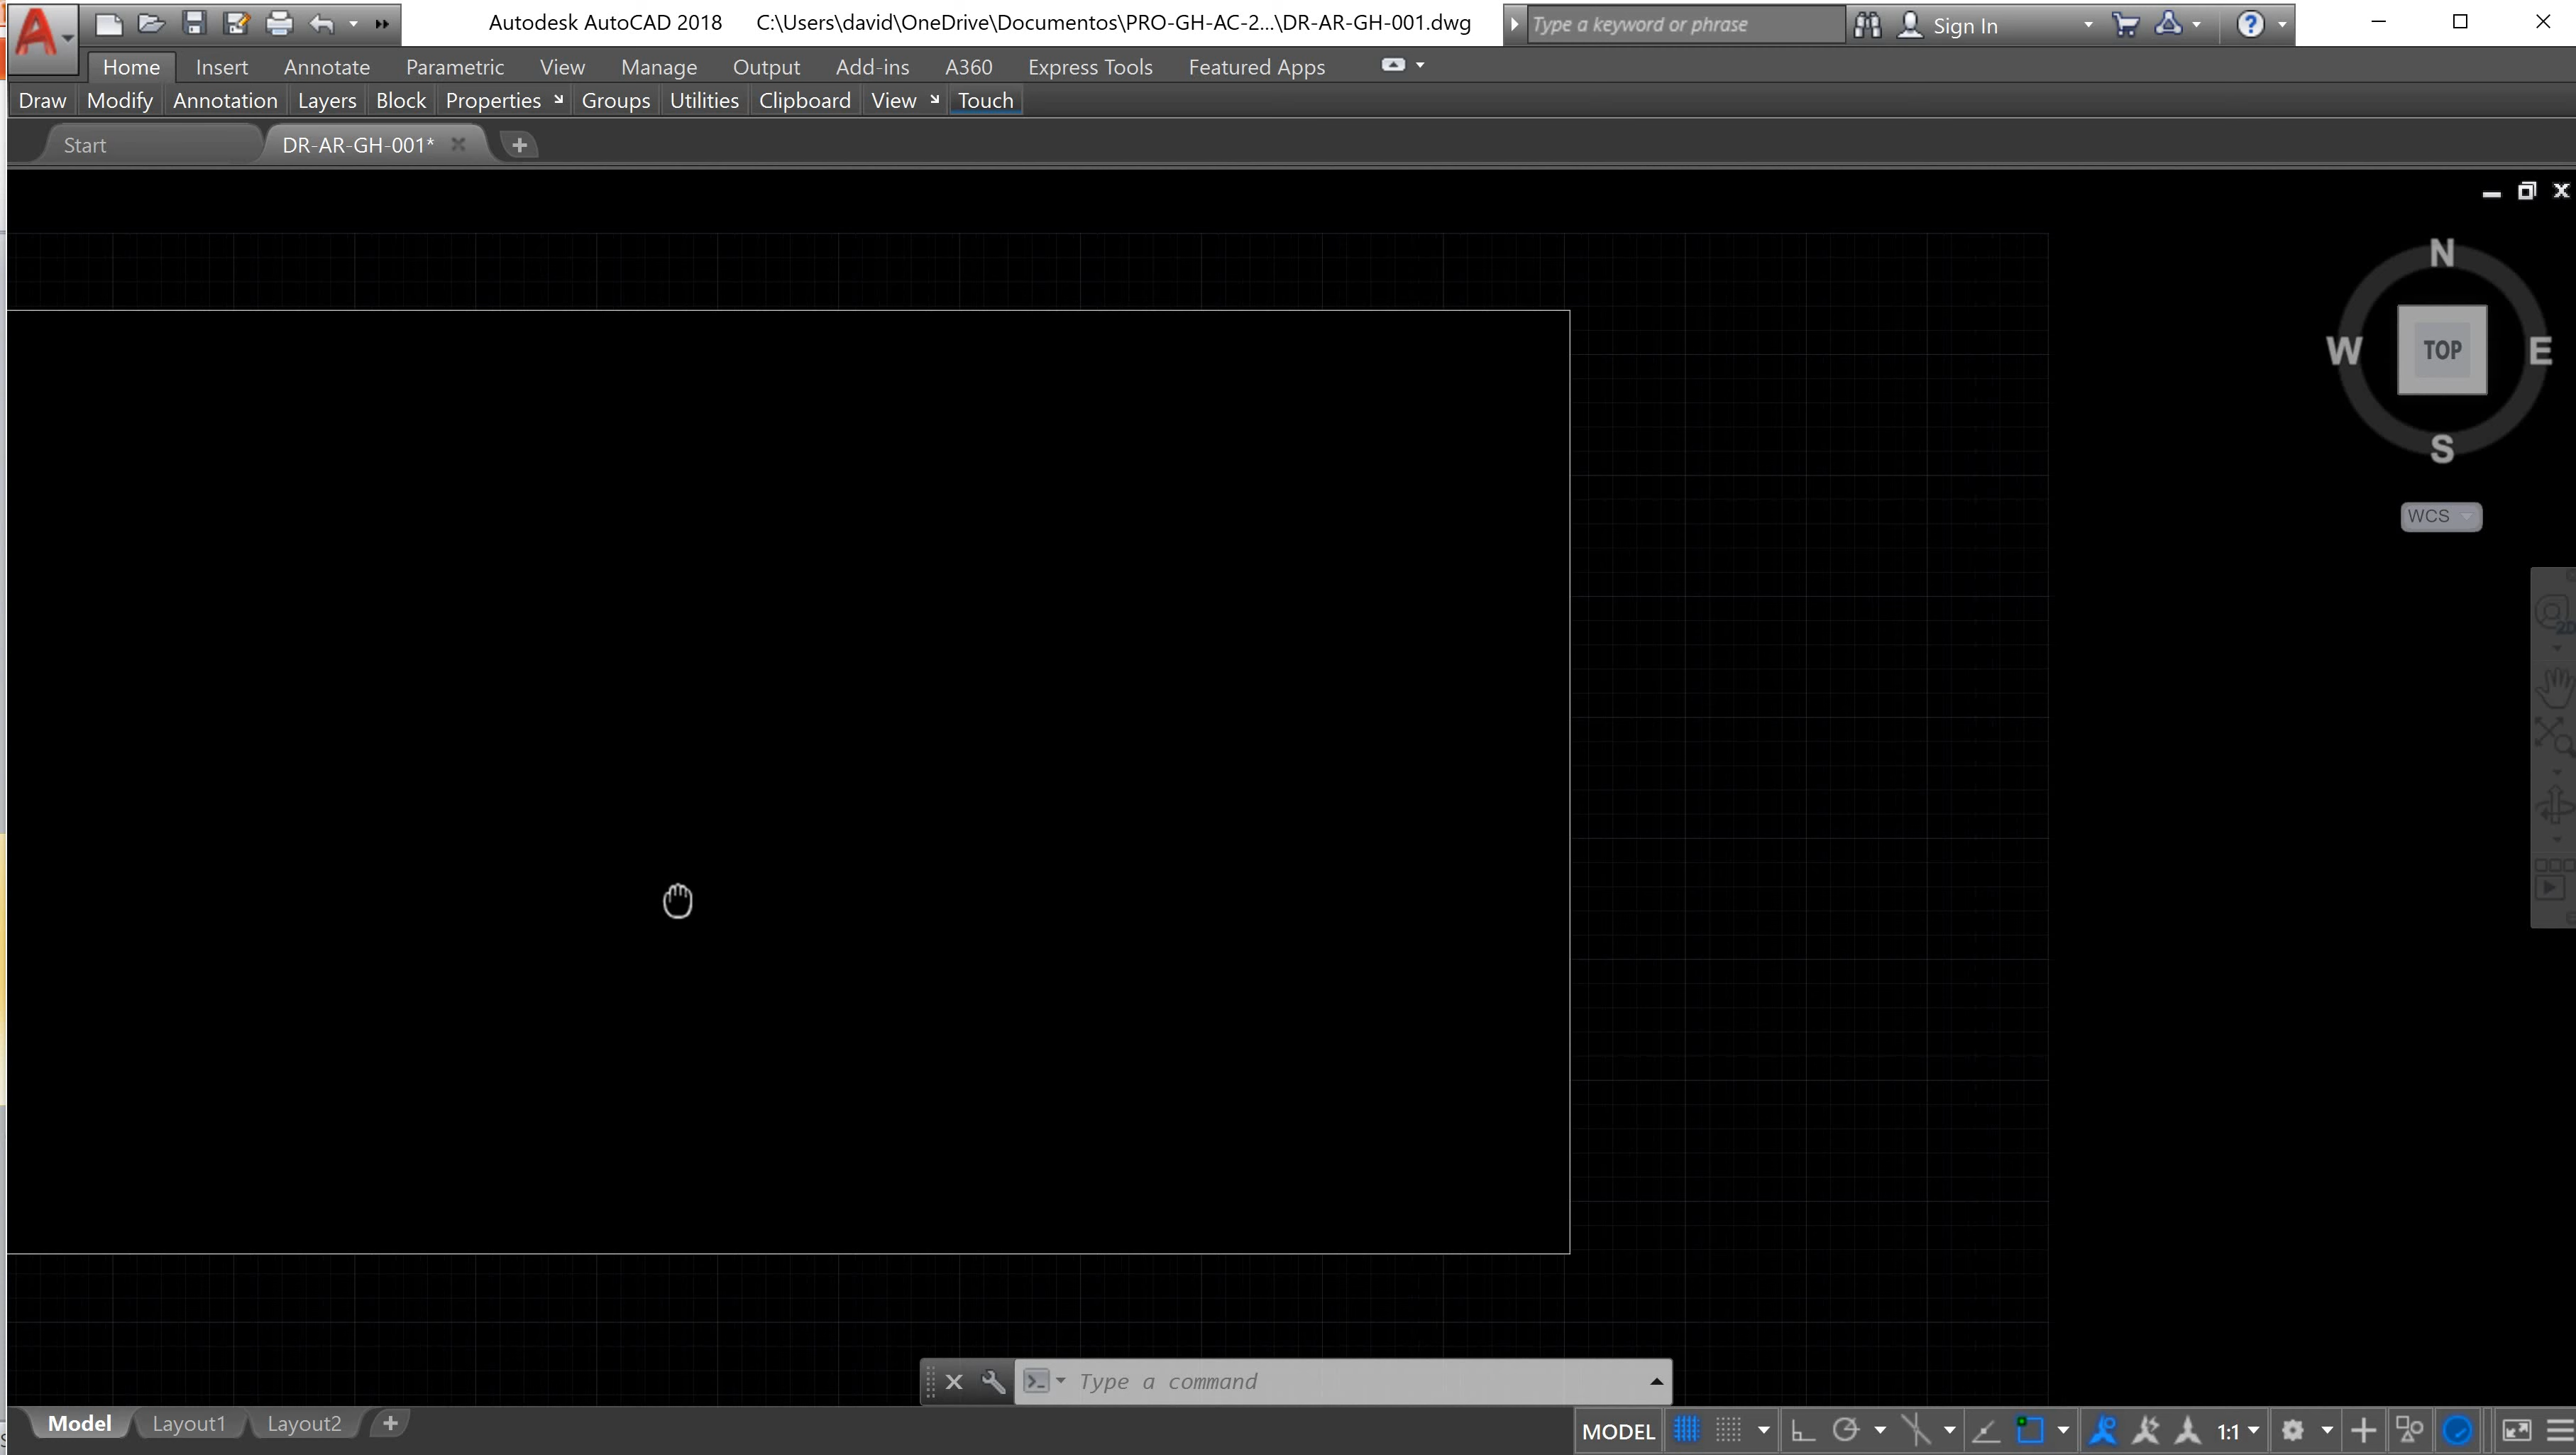 Autodesk AutoCAD 2018 C:\Users\david\OneDrive\Documentos\PRO-GH-AC-2...\DR-AR-GH-001.dwg Type a keyword or phrase Sign In
Home Insert Annotate Parametric View Manage Output Add-ins A360 Express Tools Featured Apps
Draw Modify Annotation Layers Block Properties Groups Utilities Clipboard View Touch
Start DR-AR-GH-001*
N
W TOP E
S
WCS
2D
Type a command
Model Layout1 Layout2 MODEL 1:1